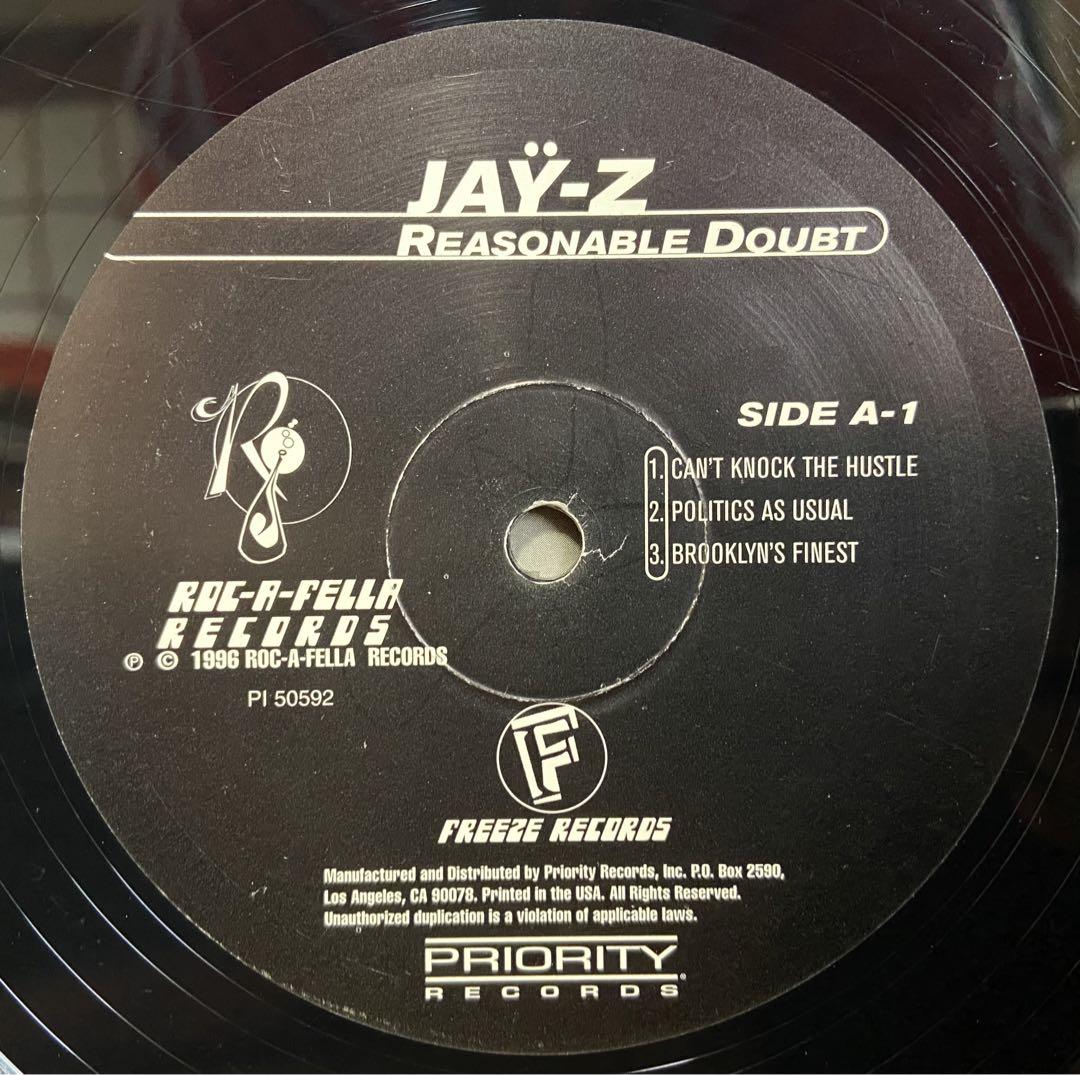 JAŸ-Z
REASONABLE DOUBT
SIDE A-1
1. CAN'T KNOCK THE HUSTLE
2. POLITICS AS USUAL
3. BROOKLYN'S FINEST
R
ROC-A-FELLA
RECORDS
℗ © 1996 ROC-A-FELLA RECORDS
PI 50592
F
FREEZE RECORDS
Manufactured and Distributed by Priority Records, Inc. P.O. Box 2590,
Los Angeles, CA 90078. Printed in the USA. All Rights Reserved.
Unauthorized duplication is a violation of applicable laws.
PRIORITY
RECORDS®